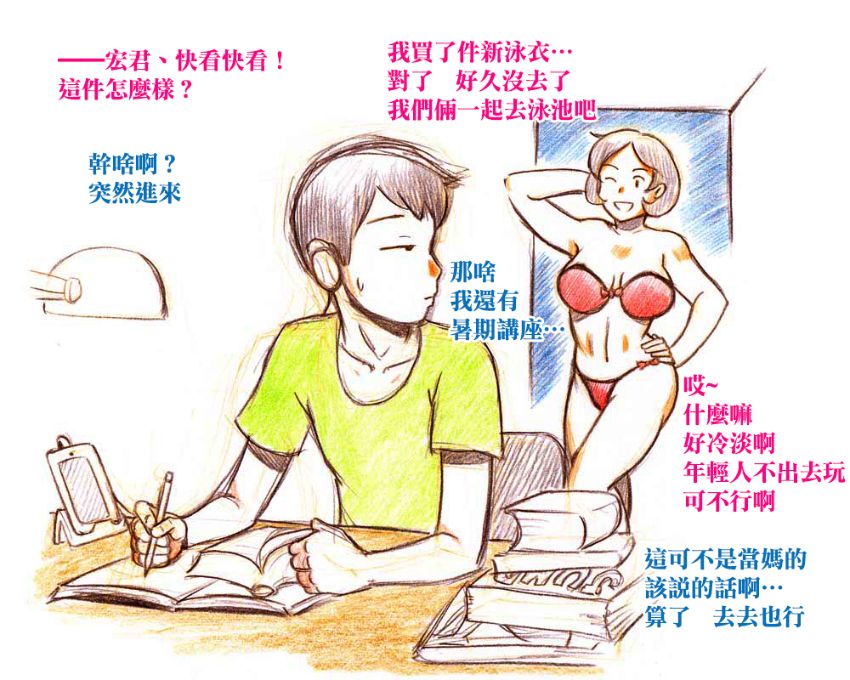 ——宏君、快看快看！
這件怎麼樣？
我買了件新泳衣…
對了　好久沒去了
我們倆一起去泳池吧
幹啥啊？
突然進來
那啥
我還有
暑期講座…
哎~
什麼嘛
好冷淡啊
年輕人不出去玩
可不行啊
這可不是當媽的
該說的話啊…
算了　去去也行